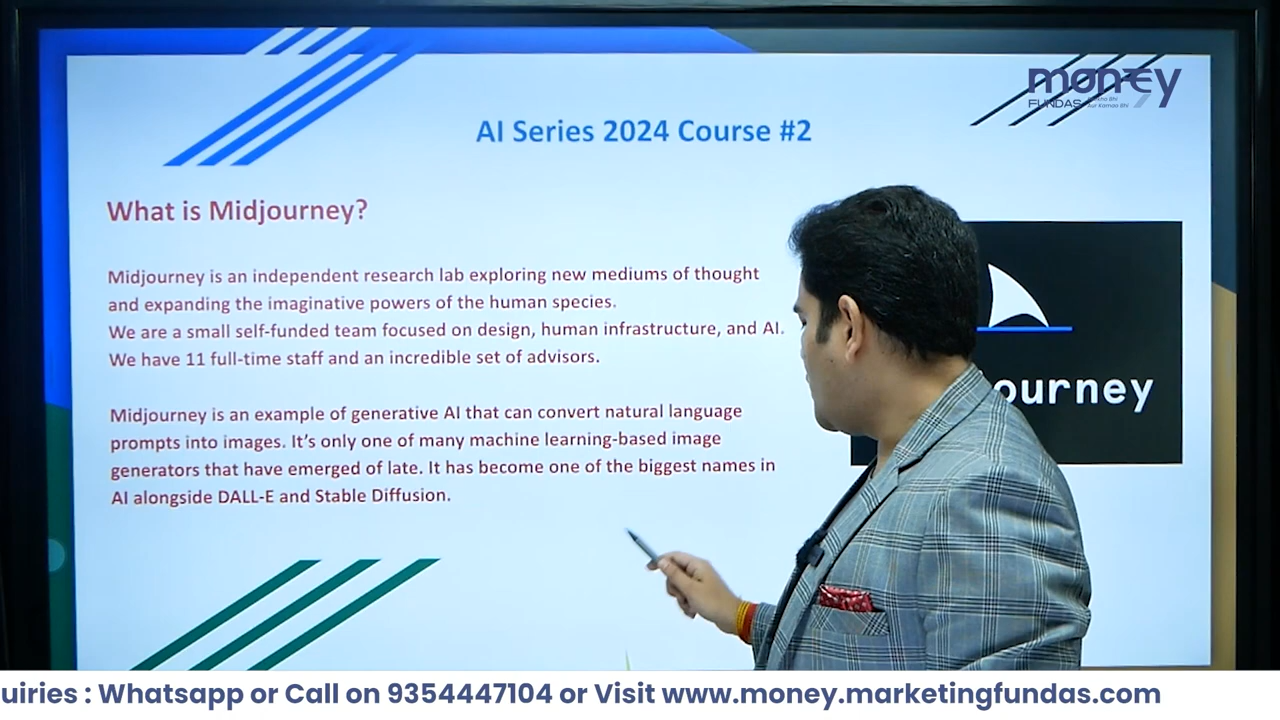 money
FUNDAS
AI Series 2024 Course #2
What is Midjourney?
Midjourney is an independent research lab exploring new mediums of thought
and expanding the imaginative powers of the human species.
We are a small self-funded team focused on design, human infrastructure, and AI.
We have 11 full-time staff and an incredible set of advisors.
ourney
Midjourney is an example of generative AI that can convert natural language
prompts into images. It’s only one of many machine learning-based image
generators that have emerged of late. It has become one of the biggest names in
AI alongside DALL-E and Stable Diffusion.
uiries : Whatsapp or Call on 9354447104 or Visit www.money.marketingfundas.com